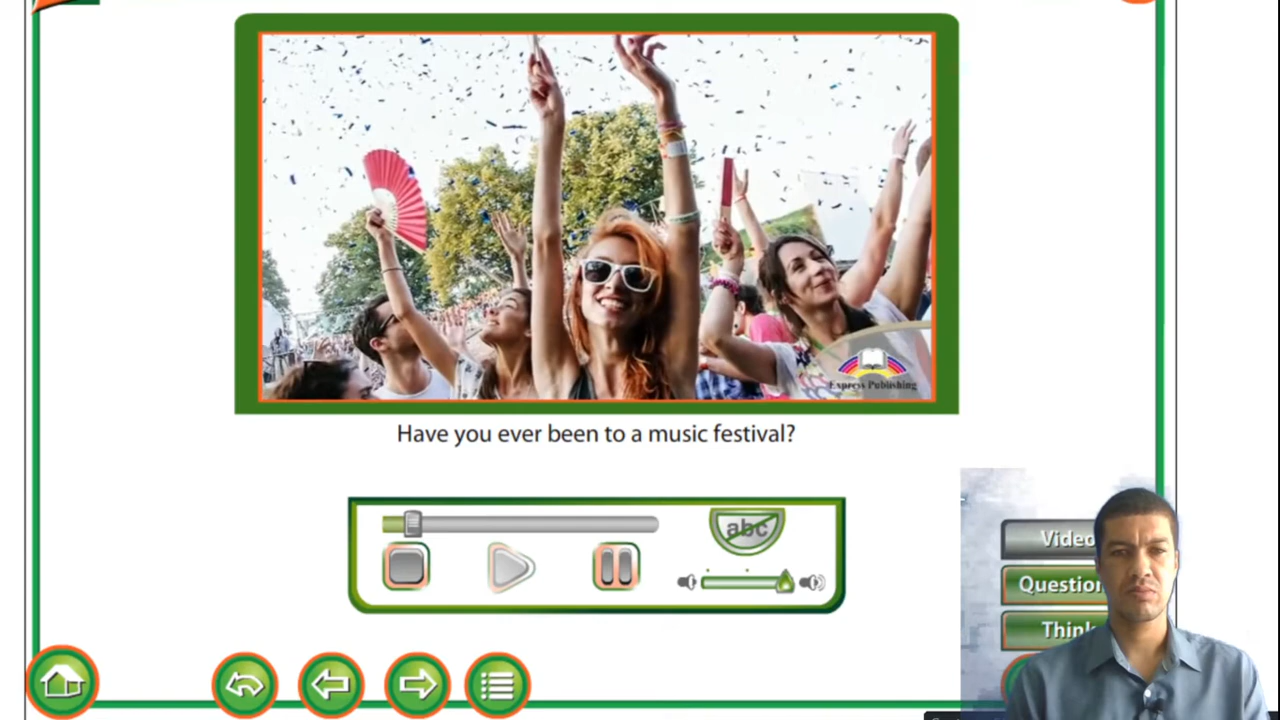 Express Publishing
Have you ever been to a music festival?
abc
Video
Question
Think